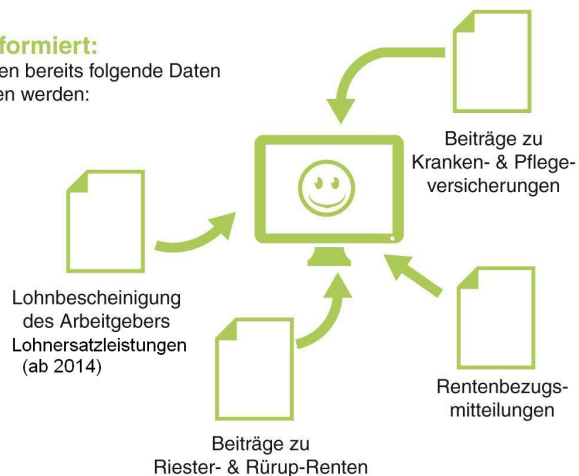 formiert:
en bereits folgende Daten
en werden:
Beiträge zu
Kranken- & Pflege-
versicherungen
Lohnbescheinigung
des Arbeitgebers
Lohnersatzleistungen
(ab 2014)
Rentenbezugs-
mitteilungen
Beiträge zu
Riester- & Rürup-Renten